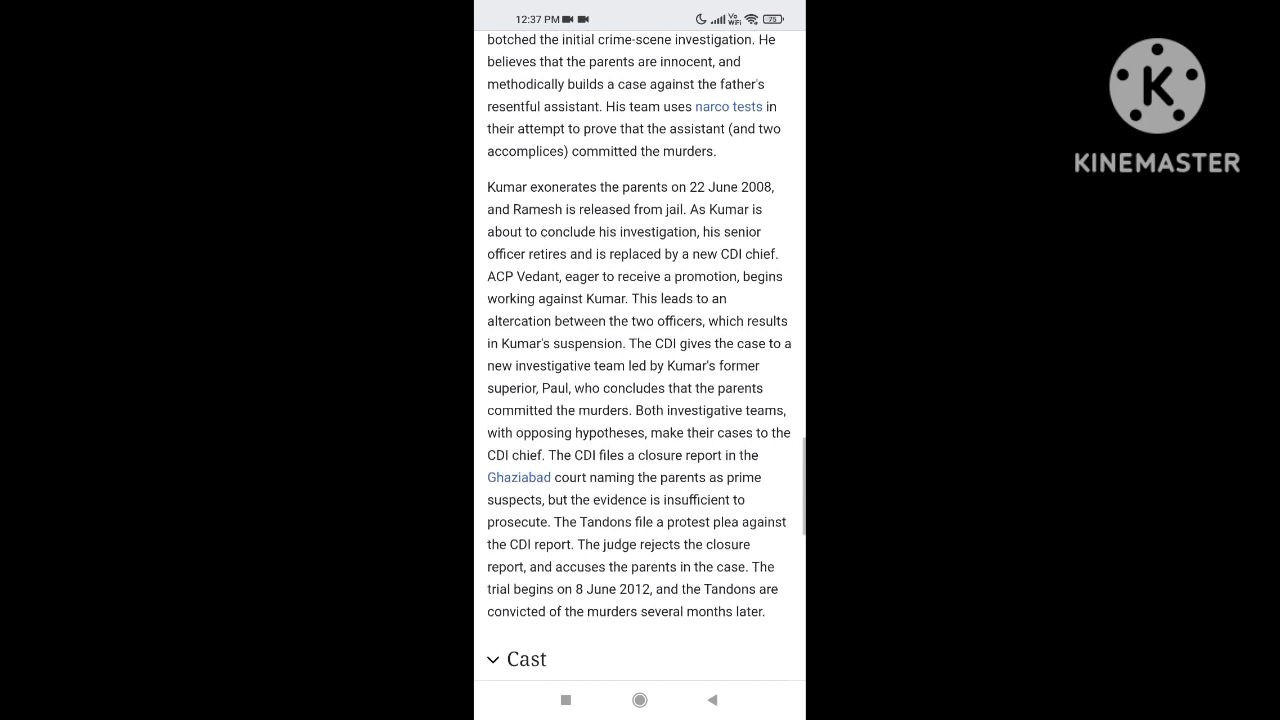 12:37 PM
Vo
WiFi
75
botched the initial crime-scene investigation. He
believes that the parents are innocent, and
methodically builds a case against the father's
resentful assistant. His team uses narco tests in
their attempt to prove that the assistant (and two
accomplices) committed the murders.
Kumar exonerates the parents on 22 June 2008,
and Ramesh is released from jail. As Kumar is
about to conclude his investigation, his senior
officer retires and is replaced by a new CDI chief.
ACP Vedant, eager to receive a promotion, begins
working against Kumar. This leads to an
altercation between the two officers, which results
in Kumar's suspension. The CDI gives the case to a
new investigative team led by Kumar's former
superior, Paul, who concludes that the parents
committed the murders. Both investigative teams,
with opposing hypotheses, make their cases to the
CDI chief. The CDI files a closure report in the
Ghaziabad court naming the parents as prime
suspects, but the evidence is insufficient to
prosecute. The Tandons file a protest plea against
the CDI report. The judge rejects the closure
report, and accuses the parents in the case. The
trial begins on 8 June 2012, and the Tandons are
convicted of the murders several months later.
Cast
K
KINEMASTER